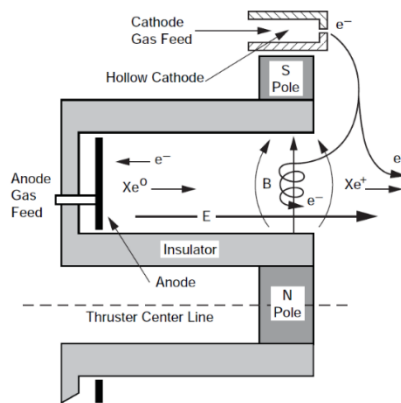 Cathode
Gas Feed
e⁻
Hollow Cathode
S
Pole
e⁻
e
Anode
Gas
Feed
Xe⁰
B
e⁻
Xe⁺
E
Insulator
Anode
N
Pole
Thruster Center Line